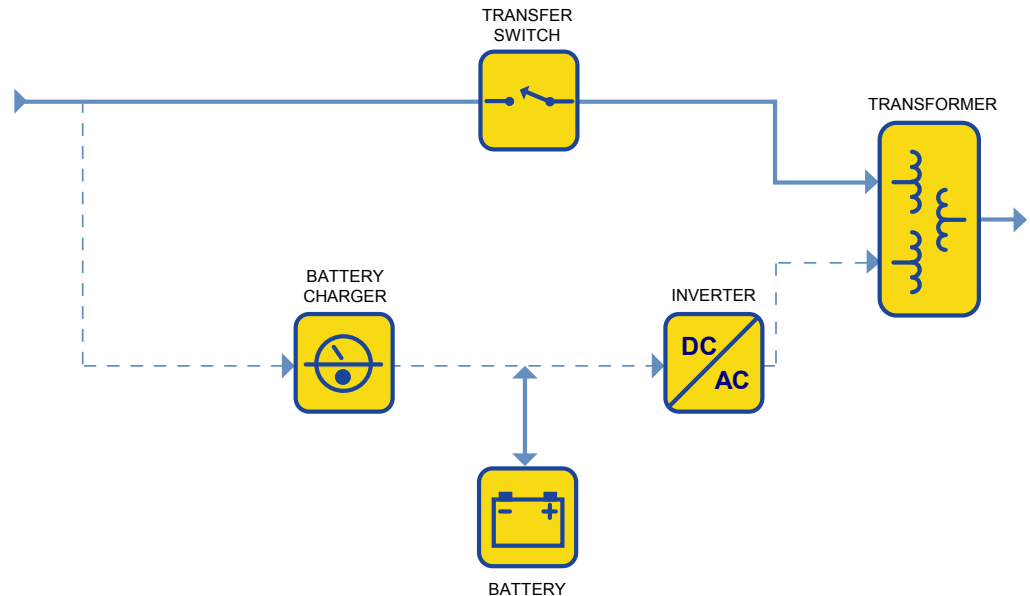 TRANSFER
SWITCH
TRANSFORMER
BATTERY
CHARGER
INVERTER
DC
AC
BATTERY